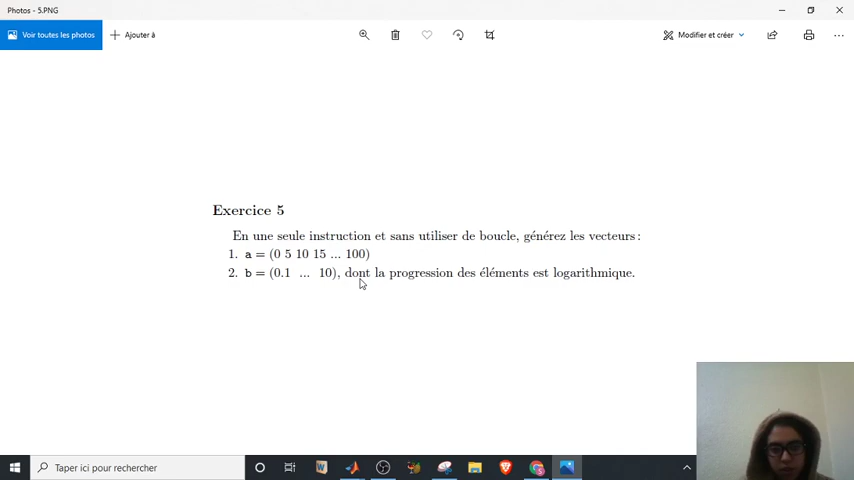 Photos - 5.PNG
Voir toutes les photos
Ajouter à
Modifier et créer
Exercice 5
En une seule instruction et sans utiliser de boucle, générez les vecteurs :
1. a = (0 5 10 15 ... 100)
2. b = (0.1 ... 10), dont la progression des éléments est logarithmique.
Taper ici pour rechercher